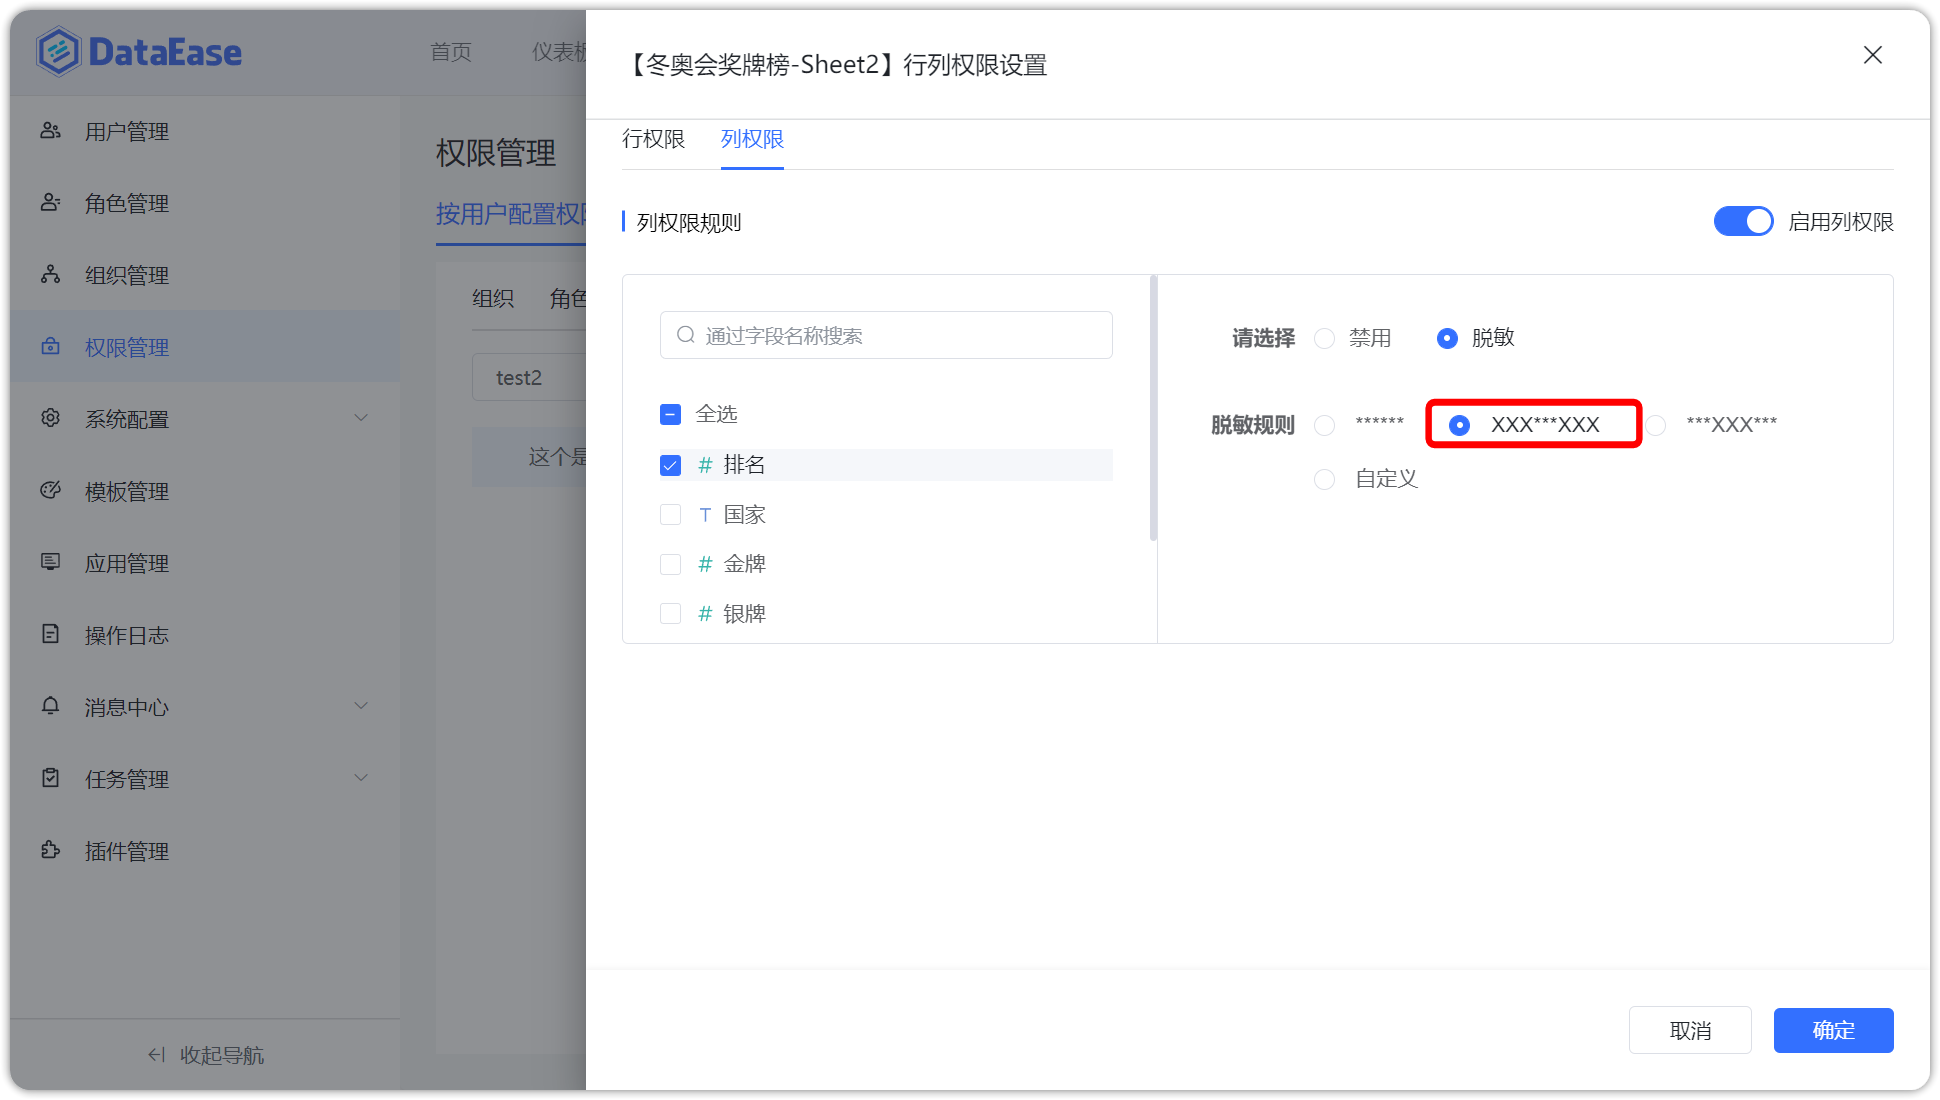 DataEase
首页
仪表板
用户管理
角色管理
组织管理
权限管理
系统配置
模板管理
应用管理
操作日志
消息中心
任务管理
插件管理
收起导航
权限管理
按用户配置权限
组织 角色
test2
这个是
【冬奥会奖牌榜-Sheet2】行列权限设置
行权限 列权限
列权限规则
启用列权限
通过字段名称搜索
全选
# 排名
T 国家
# 金牌
# 银牌
请选择 禁用 脱敏
脱敏规则 ****** XXX***XXX ***XXX***
自定义
取消 确定